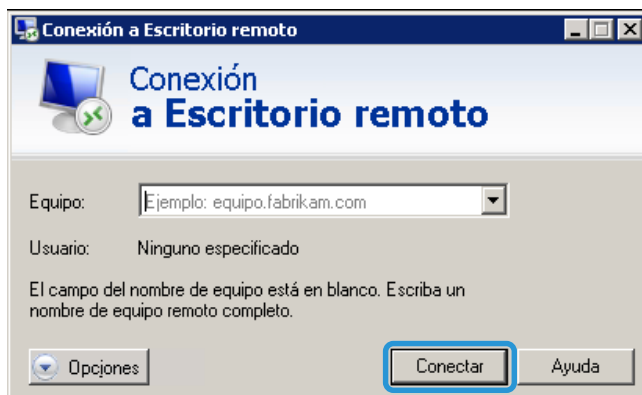 Conexión a Escritorio remoto
Conexión
a Escritorio remoto
Equipo: Ejemplo: equipo.fabrikam.com
Usuario: Ninguno especificado
El campo del nombre de equipo está en blanco. Escriba un
nombre de equipo remoto completo.
Opciones Conectar Ayuda